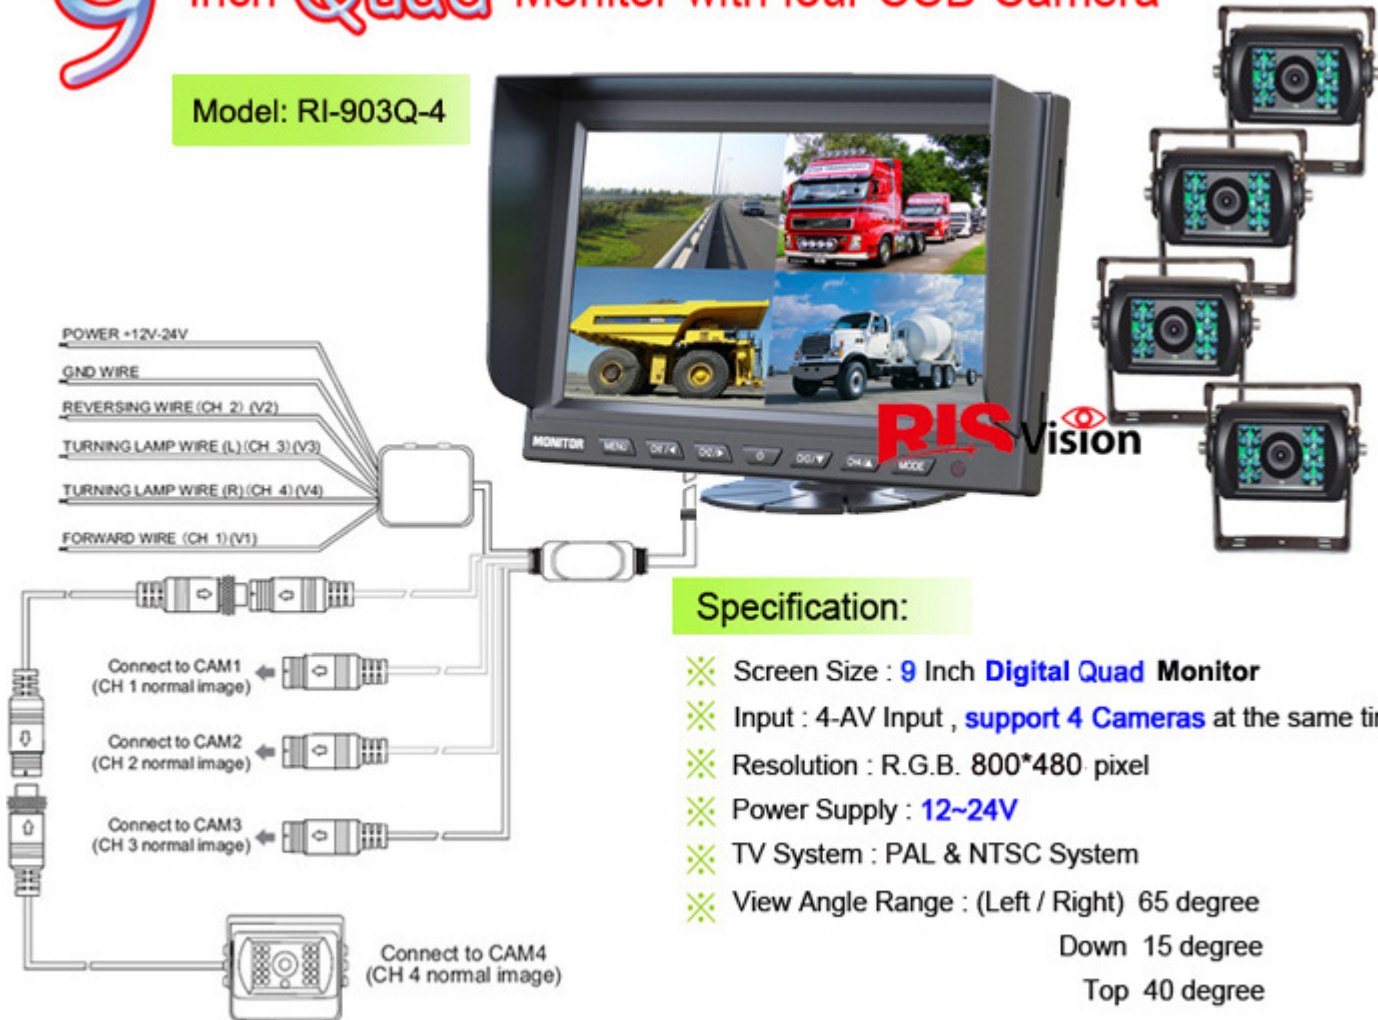 9 Inch Quad Monitor with four CCD Camera
Model: RI-903Q-4
POWER +12V-24V
GND WIRE
REVERSING WIRE (CH 2) (V2)
TURNING LAMP WIRE (L) (CH 3) (V3)
TURNING LAMP WIRE (R) (CH 4) (V4)
FORWARD WIRE (CH 1) (V1)
MONITOR MENU CH1/◀ CH2/▶ CH3/▼ CH4/▲ MODE
RIS Vision
Connect to CAM1
(CH 1 normal image)
Connect to CAM2
(CH 2 normal image)
Connect to CAM3
(CH 3 normal image)
Connect to CAM4
(CH 4 normal image)
Specification:
※ Screen Size : 9 Inch Digital Quad Monitor
※ Input : 4-AV Input , support 4 Cameras at the same
※ Resolution : R.G.B. 800*480 pixel
※ Power Supply : 12~24V
※ TV System : PAL & NTSC System
※ View Angle Range : (Left / Right) 65 degree
Down 15 degree
Top 40 degree